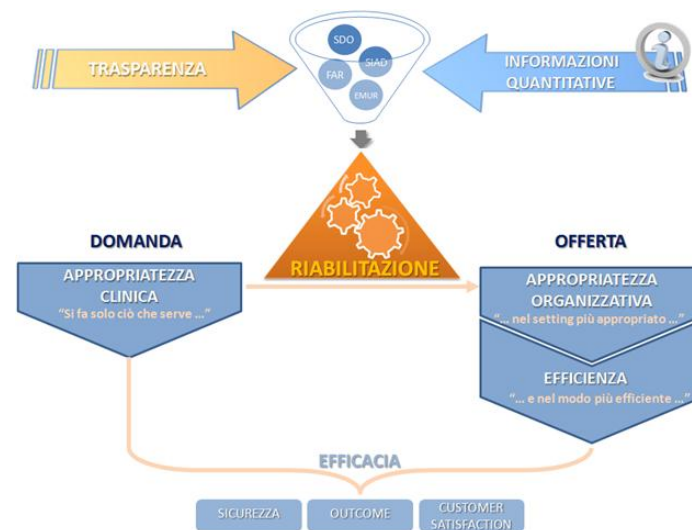 SDO
SIAD
FAR
EMUR
TRASPARENZA
INFORMAZIONI
QUANTITATIVE
RIABILITAZIONE
DOMANDA
OFFERTA
APPROPRIATEZZA
CLINICA
“Si fa solo ciò che serve ...”
APPROPRIATEZZA
ORGANIZZATIVA
“... nel setting più appropriato ...”
EFFICIENZA
“... e nel modo più efficiente ...”
EFFICACIA
SICUREZZA
OUTCOME
CUSTOMER
SATISFACTION